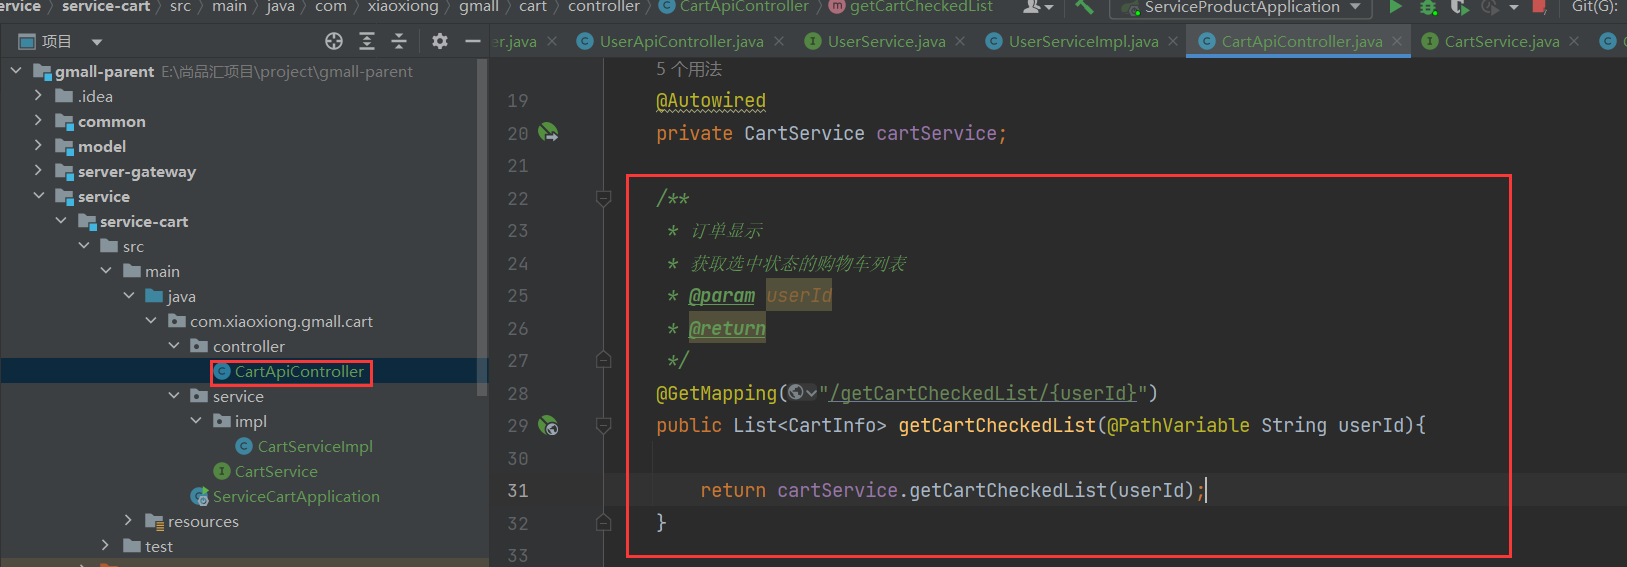 service › service-cart › src › main › java › com › xiaoxiong › gmall › cart › controller › CartApiController › getCartCheckedList ServiceProductApplication Git(G):
项目
er.java UserApiController.java UserService.java UserServiceImpl.java CartApiController.java CartService.java
gmall-parent E:\尚品汇项目\project\gmall-parent
.idea
common
model
server-gateway
service
service-cart
src
main
java
com.xiaoxiong.gmall.cart
controller
CartApiController
service
impl
CartServiceImpl
CartService
ServiceCartApplication
resources
test
5 个用法
19 @Autowired
20 private CartService cartService;
21
22 /**
23 * 订单显示
24 * 获取选中状态的购物车列表
25 * @param userId
26 * @return
27 */
28 @GetMapping("/getCartCheckedList/{userId}")
29 public List<CartInfo> getCartCheckedList(@PathVariable String userId){
30
31 return cartService.getCartCheckedList(userId);
32 }
33